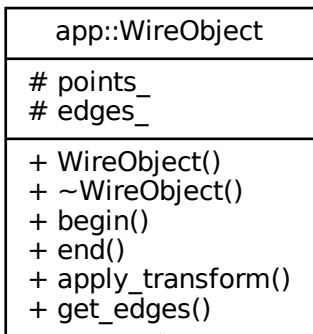 app::WireObject
# points_
# edges_
+ WireObject()
+ ~WireObject()
+ begin()
+ end()
+ apply_transform()
+ get_edges()